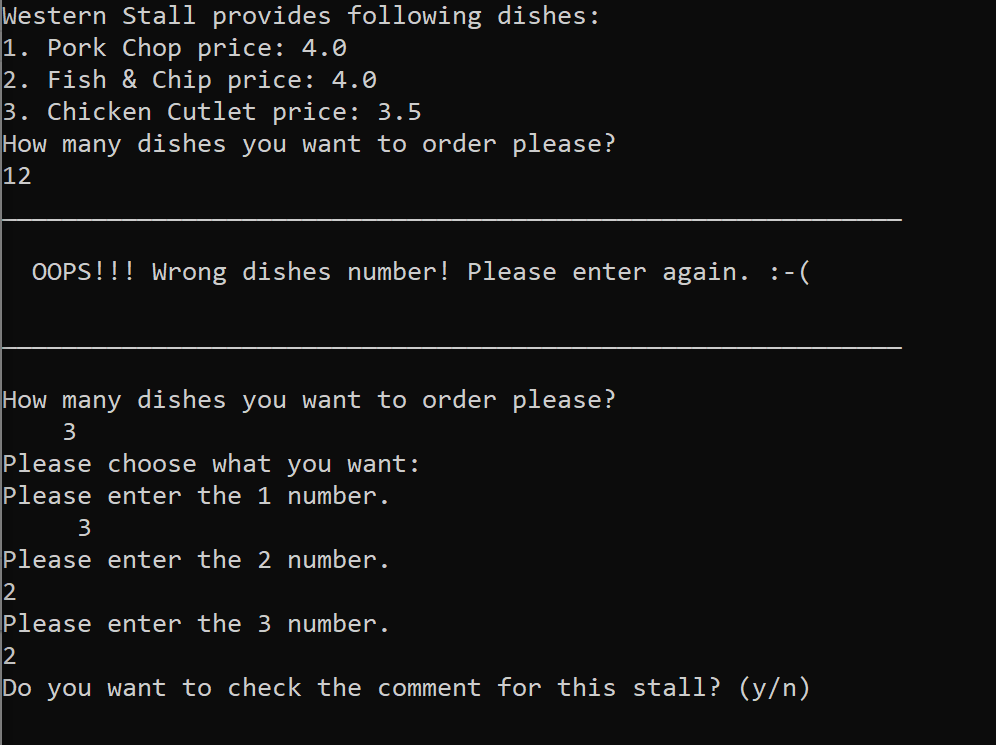 Western Stall provides following dishes:
1. Pork Chop price: 4.0
2. Fish & Chip price: 4.0
3. Chicken Cutlet price: 3.5
How many dishes you want to order please?
12
____________________________________________________________
OOPS!!! Wrong dishes number! Please enter again. :-(
____________________________________________________________
How many dishes you want to order please?
3
Please choose what you want:
Please enter the 1 number.
3
Please enter the 2 number.
2
Please enter the 3 number.
2
Do you want to check the comment for this stall? (y/n)